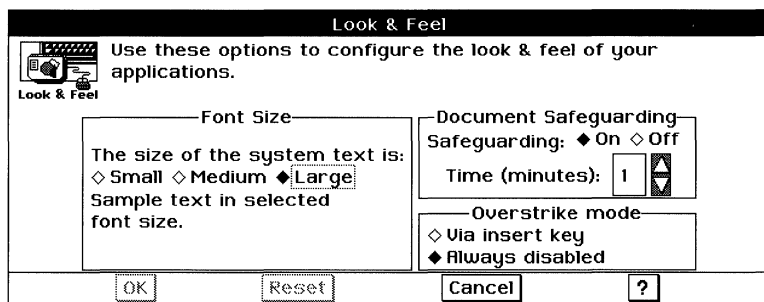 Look & Feel
Use these options to configure the look & feel of your
applications.
Look & Feel
Font Size
The size of the system text is:
Small Medium Large
Sample text in selected
font size.
Document Safeguarding
Safeguarding: On Off
Time (minutes): 1
Overstrike mode
Via insert key
Always disabled
OK Reset Cancel ?